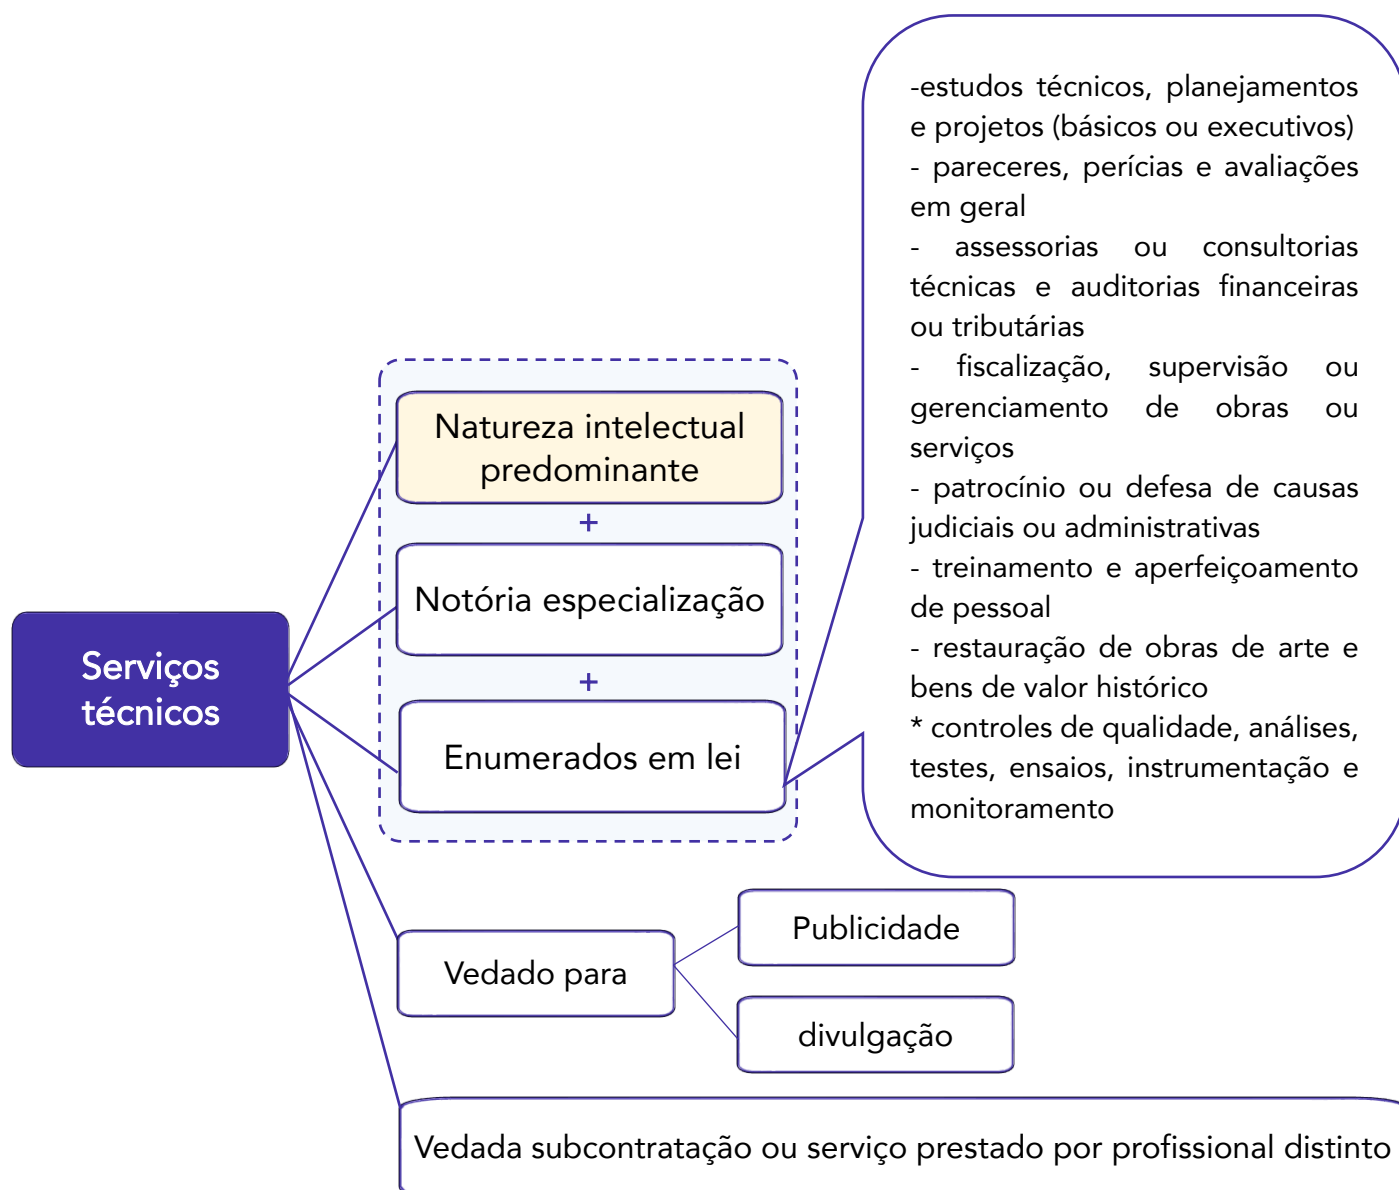 Serviços
técnicos
Natureza intelectual
predominante
+
Notória especialização
+
Enumerados em lei
-estudos técnicos, planejamentos
e projetos (básicos ou executivos)
- pareceres, perícias e avaliações
em geral
- assessorias ou consultorias
técnicas e auditorias financeiras
ou tributárias
- fiscalização, supervisão ou
gerenciamento de obras ou
serviços
- patrocínio ou defesa de causas
judiciais ou administrativas
- treinamento e aperfeiçoamento
de pessoal
- restauração de obras de arte e
bens de valor histórico
* controles de qualidade, análises,
testes, ensaios, instrumentação e
monitoramento
Vedado para
Publicidade
divulgação
Vedada subcontratação ou serviço prestado por profissional distinto